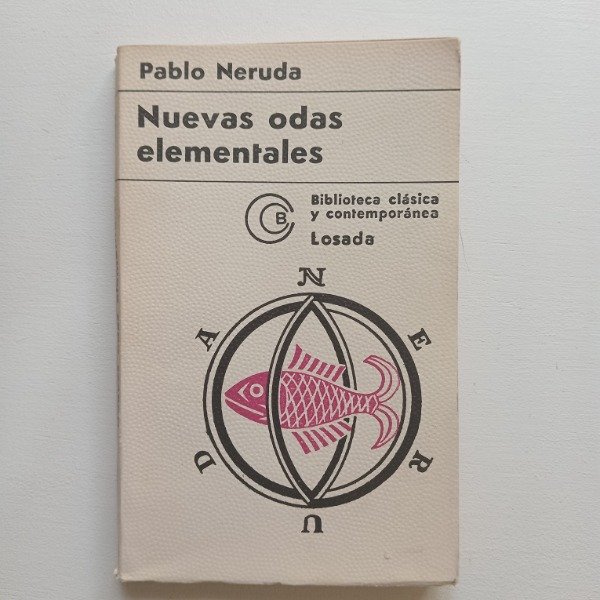 Pablo Neruda
Nuevas odas
elementales
B
Biblioteca clásica
y contemporánea
Losada
N
E
R
U
D
A